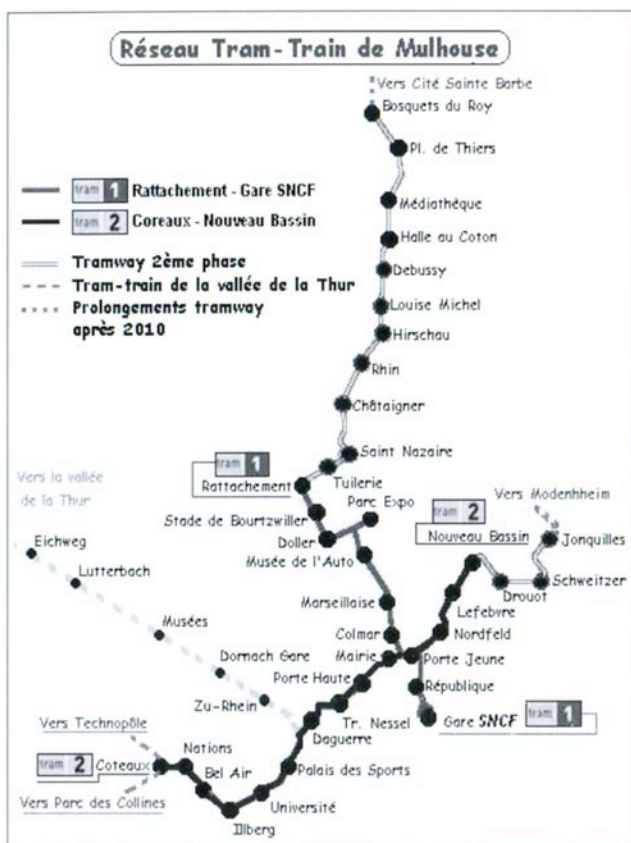 Réseau Tram-Train de Mulhouse
Vers Cité Sainte Barbe
Bosquets du Roy
Pl. de Thiers
tram 1 Rattachement - Gare SNCF
Médiathèque
tram 2 Coreaux - Nouveau Bassin
Halle au Coton
Tramway 2ème phase
Debussy
Tram-train de la vallée de la Thur
Louise Michel
Prolongements tramway
après 2010
Hirschau
Rhin
Châtaigner
Saint Nazaire
tram 1
Tuilerie
Vers la vallée
de la Thur
Rattachement
Parc Expo
Vers Modenhheim
tram 2
Stade de Bourtzwiller
Nouveau Bassin
Jonquilles
Eichweg
Doller
Musée de l'Auto
Schweitzer
Lutterbach
Drouot
Marseillaise
Lefebvre
Musées
Colmar
Nordfeld
Dornach Gare
Mairie
Porte Jeune
Porte Haute
République
Zu-Rhein
Tr. Nessel
Gare SNCF
tram 1
Vers Technopôle
Daguerre
Nations
tram 2
Coteaux
Bel Air
Palais des Sports
Vers Parc des Collines
Université
Illberg